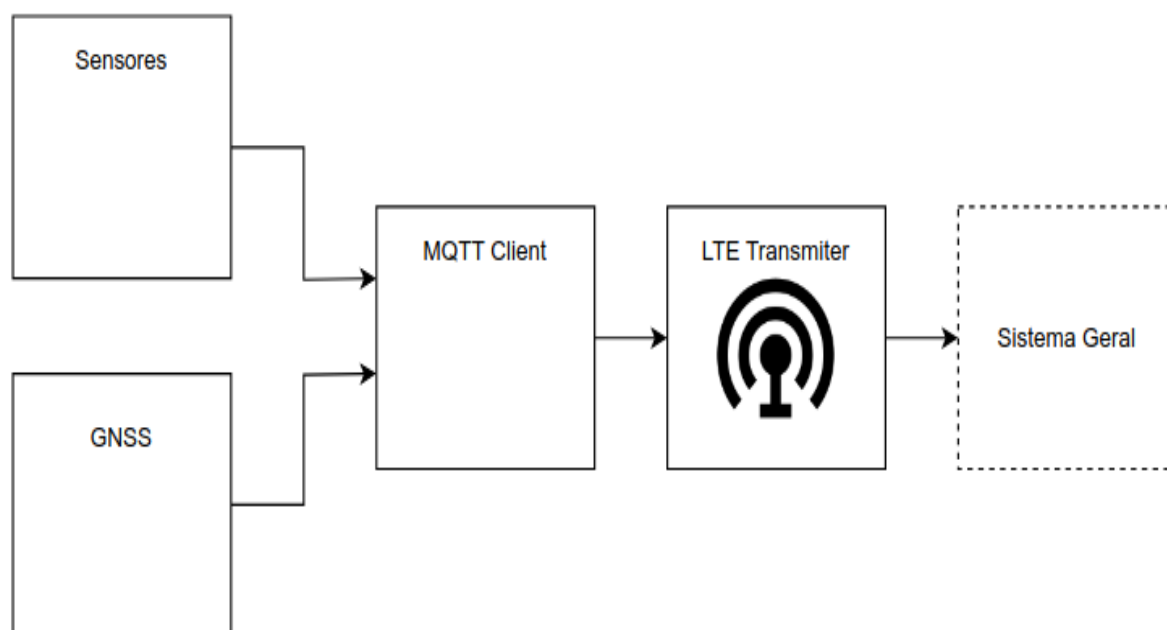 Sensores
GNSS
MQTT Client
LTE Transmiter
Sistema Geral